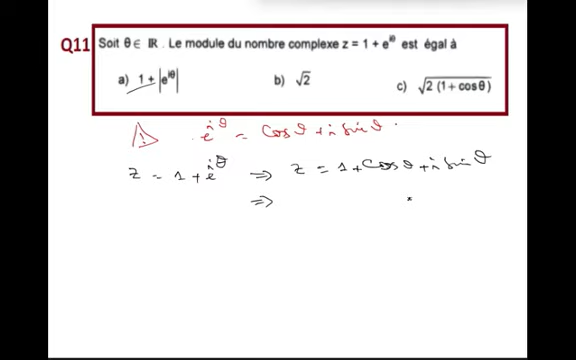 Q11 Soit θ ∈ ℝ. Le module du nombre complexe z = 1 + e^{iθ} est égal à
a) 1 + |e^{iθ}| b) √2 c) √(2 (1 + cos θ))
⚠ e^{iθ} = cos θ + i sin θ.
z = 1 + e^{iθ} ⇒ z = 1 + cos θ + i sin θ
⇒